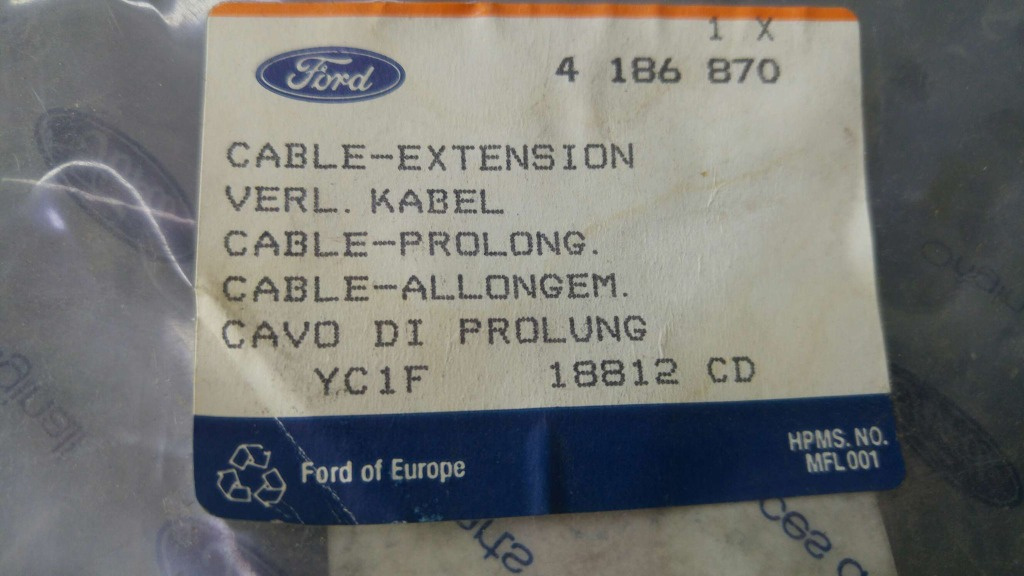 1 X
Ford
4 186 870
CABLE-EXTENSION
VERL. KABEL
CABLE-PROLONG.
CABLE-ALLONGEM.
CAVO DI PROLUNG
YC1F 18812 CD
Ford of Europe
HPMS. NO.
MFL 001